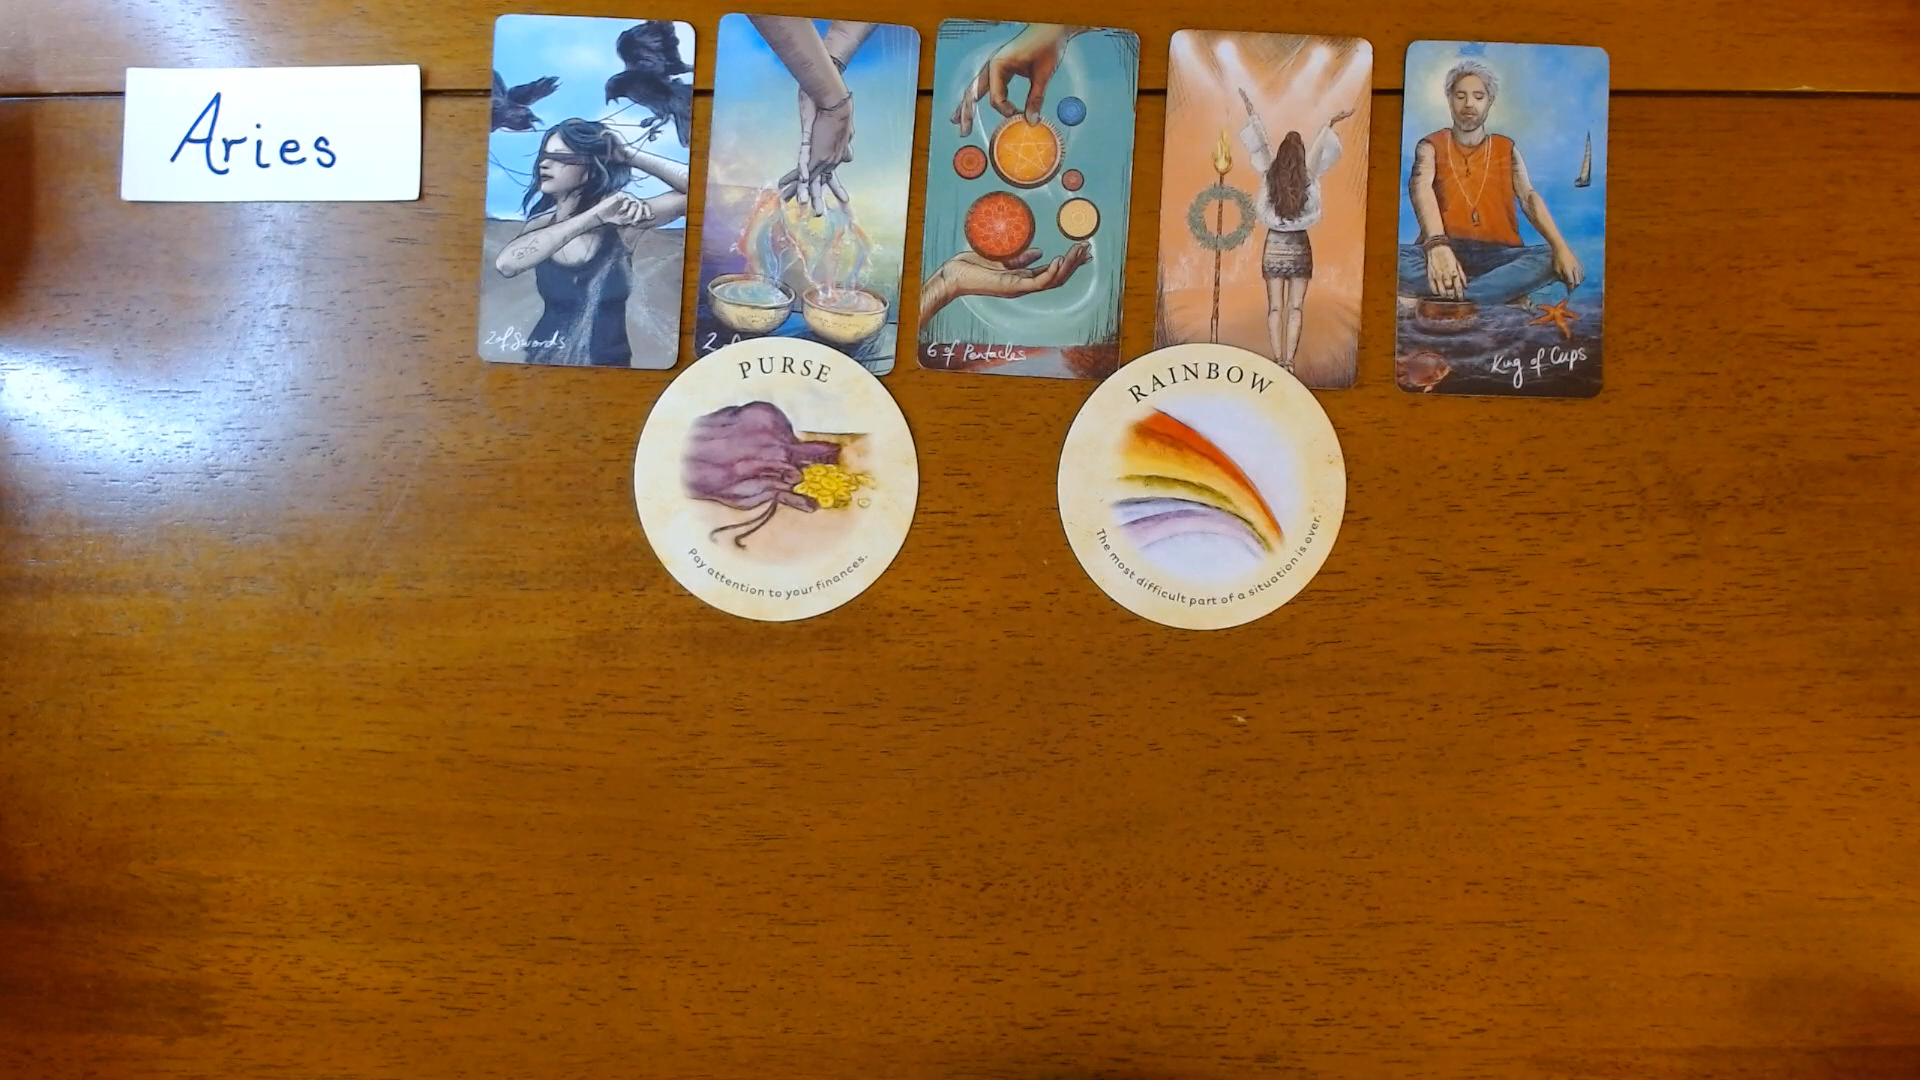 Aries
2 of Swords
2
6 of Pentacles
King of Cups
PURSE
Pay attention to your finances.
RAINBOW
The most difficult part of a situation is over.